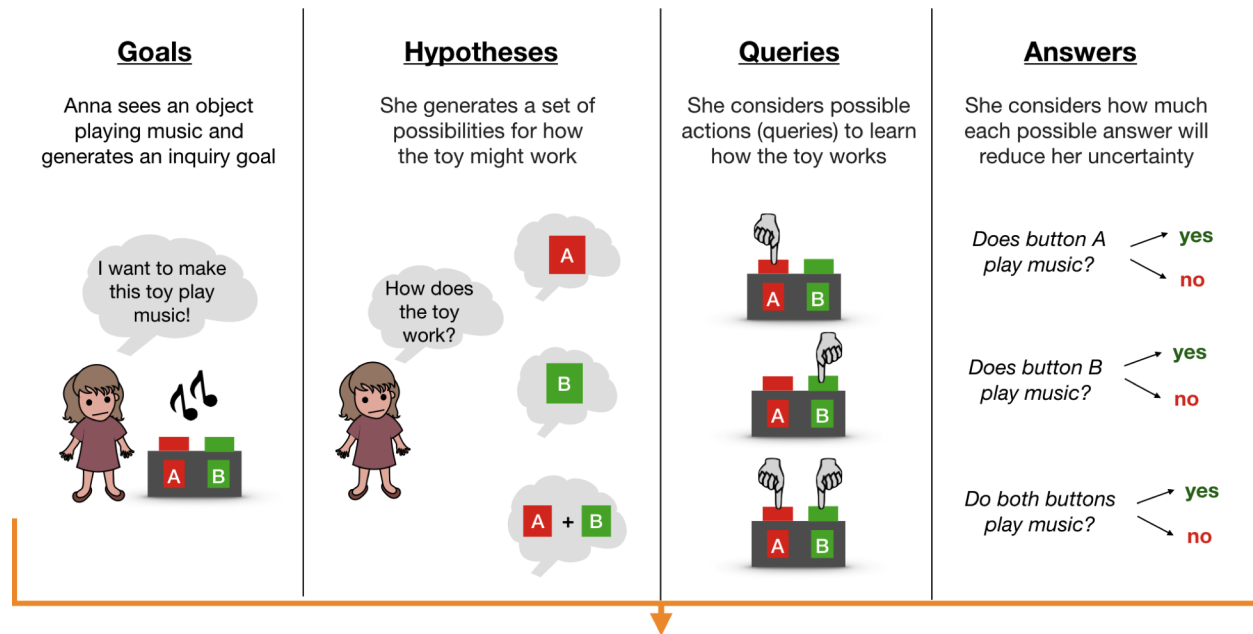 Goals
Anna sees an object
playing music and
generates an inquiry goal
I want to make
this toy play
music!
A B
Hypotheses
She generates a set of
possibilities for how
the toy might work
How does
the toy
work?
A
B
A + B
Queries
She considers possible
actions (queries) to learn
how the toy works
A B
A B
A B
Answers
She considers how much
each possible answer will
reduce her uncertainty
Does button A
play music?
yes
no
Does button B
play music?
yes
no
Do both buttons
play music?
yes
no